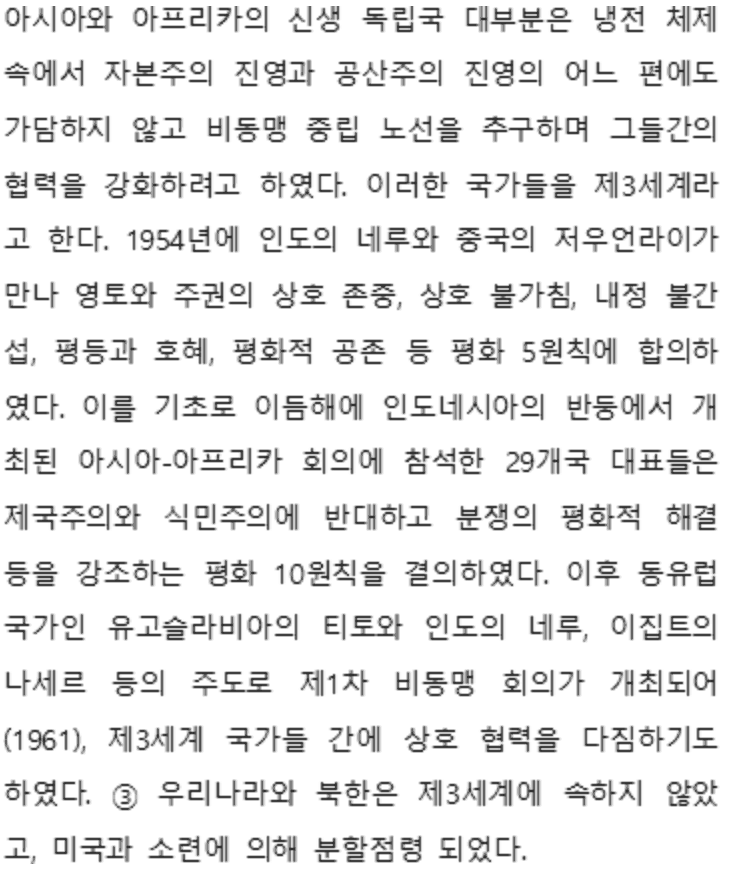 아시아와 아프리카의 신생 독립국 대부분은 냉전 체제
속에서 자본주의 진영과 공산주의 진영의 어느 편에도
가담하지 않고 비동맹 중립 노선을 추구하며 그들간의
협력을 강화하려고 하였다. 이러한 국가들을 제3세계라
고 한다. 1954년에 인도의 네루와 중국의 저우언라이가
만나 영토와 주권의 상호 존중, 상호 불가침, 내정 불간
섭, 평등과 호혜, 평화적 공존 등 평화 5원칙에 합의하
였다. 이를 기초로 이듬해에 인도네시아의 반둥에서 개
최된 아시아-아프리카 회의에 참석한 29개국 대표들은
제국주의와 식민주의에 반대하고 분쟁의 평화적 해결
등을 강조하는 평화 10원칙을 결의하였다. 이후 동유럽
국가인 유고슬라비아의 티토와 인도의 네루, 이집트의
나세르 등의 주도로 제1차 비동맹 회의가 개최되어
(1961), 제3세계 국가들 간에 상호 협력을 다짐하기도
하였다. ③ 우리나라와 북한은 제3세계에 속하지 않았
고, 미국과 소련에 의해 분할점령 되었다.